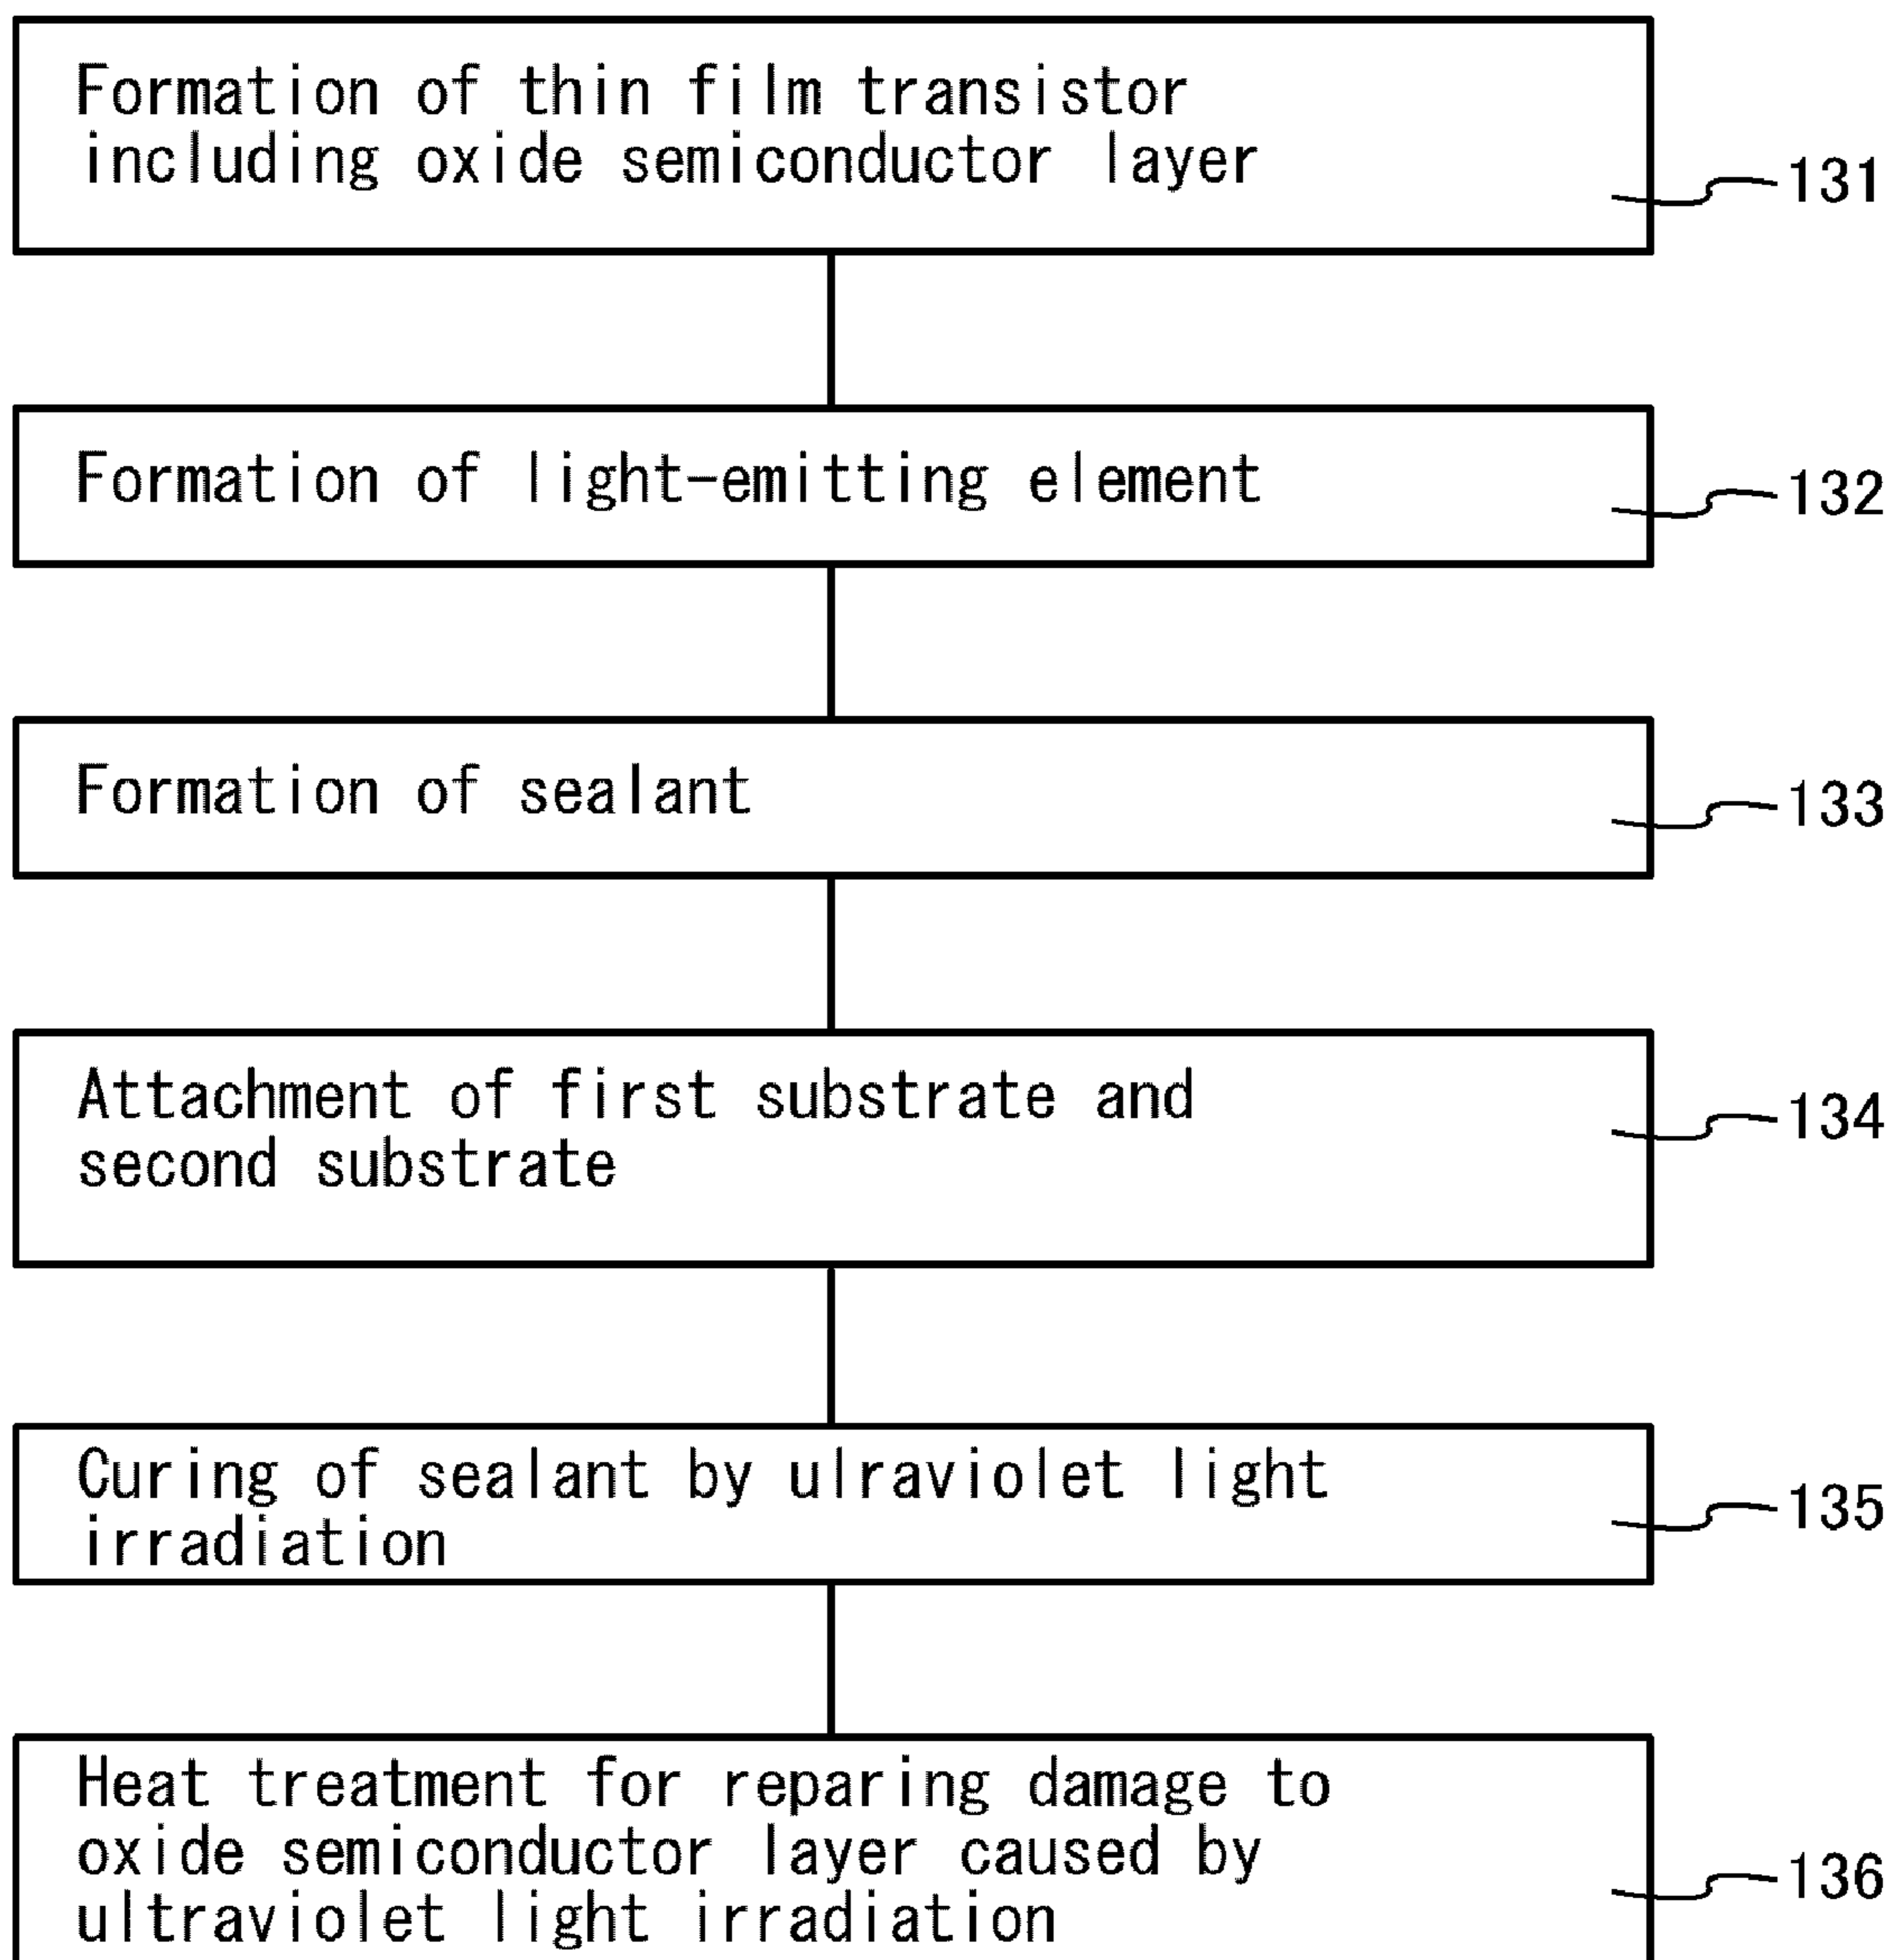 Formation of thin film transistor
including oxide semiconductor layer
131
Formation of light-emitting element
132
Formation of sealant
133
Attachment of first substrate and
second substrate
134
Curing of sealant by ulraviolet light
irradiation
135
Heat treatment for reparing damage to
oxide semiconductor layer caused by
ultraviolet light irradiation
136